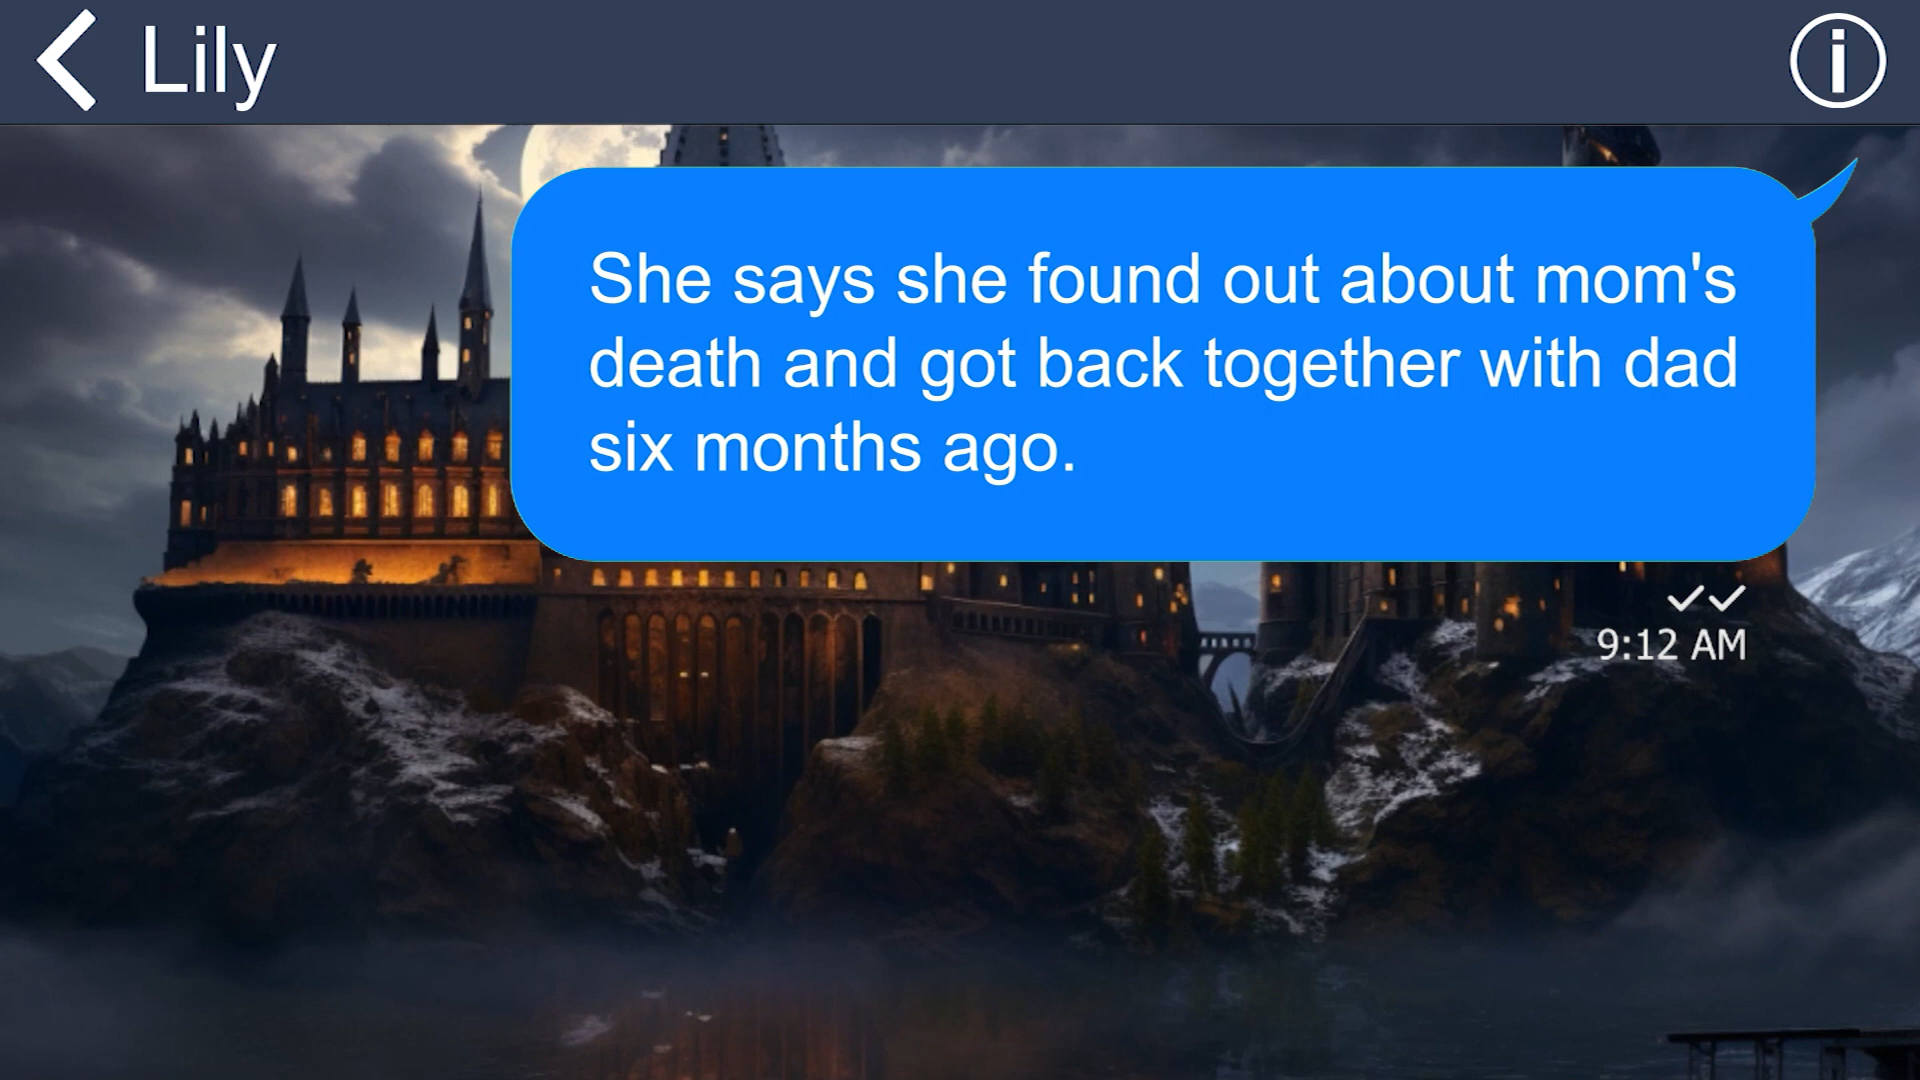 Lily
She says she found out about mom's
death and got back together with dad
six months ago.
9:12 AM